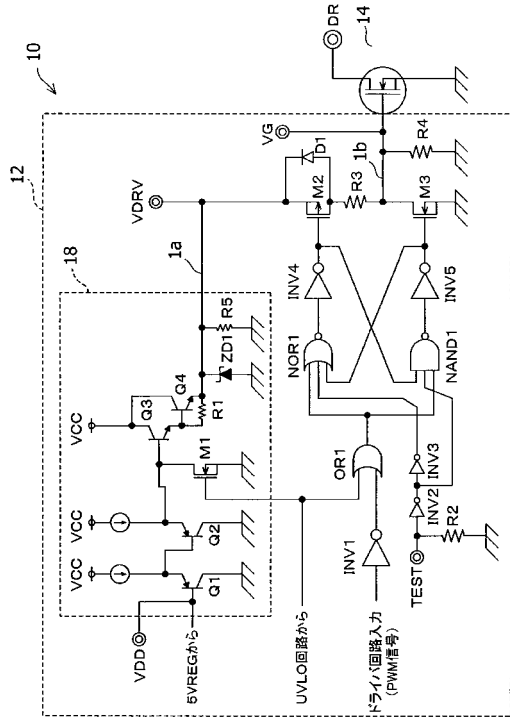 10
12
18
VCC
VCC
VCC
Q3
Q4
Q1
Q2
M1
R1
ZD1
R5
1a
VDRV
VDD
5VREGから
UVLO回路から
ドライバ回路入力
(PWM信号)
INV1
OR1
TEST
R2
INV2
INV3
NOR1
NAND1
INV4
INV5
M2
D1
R3
M3
1b
R4
VG
DR
14